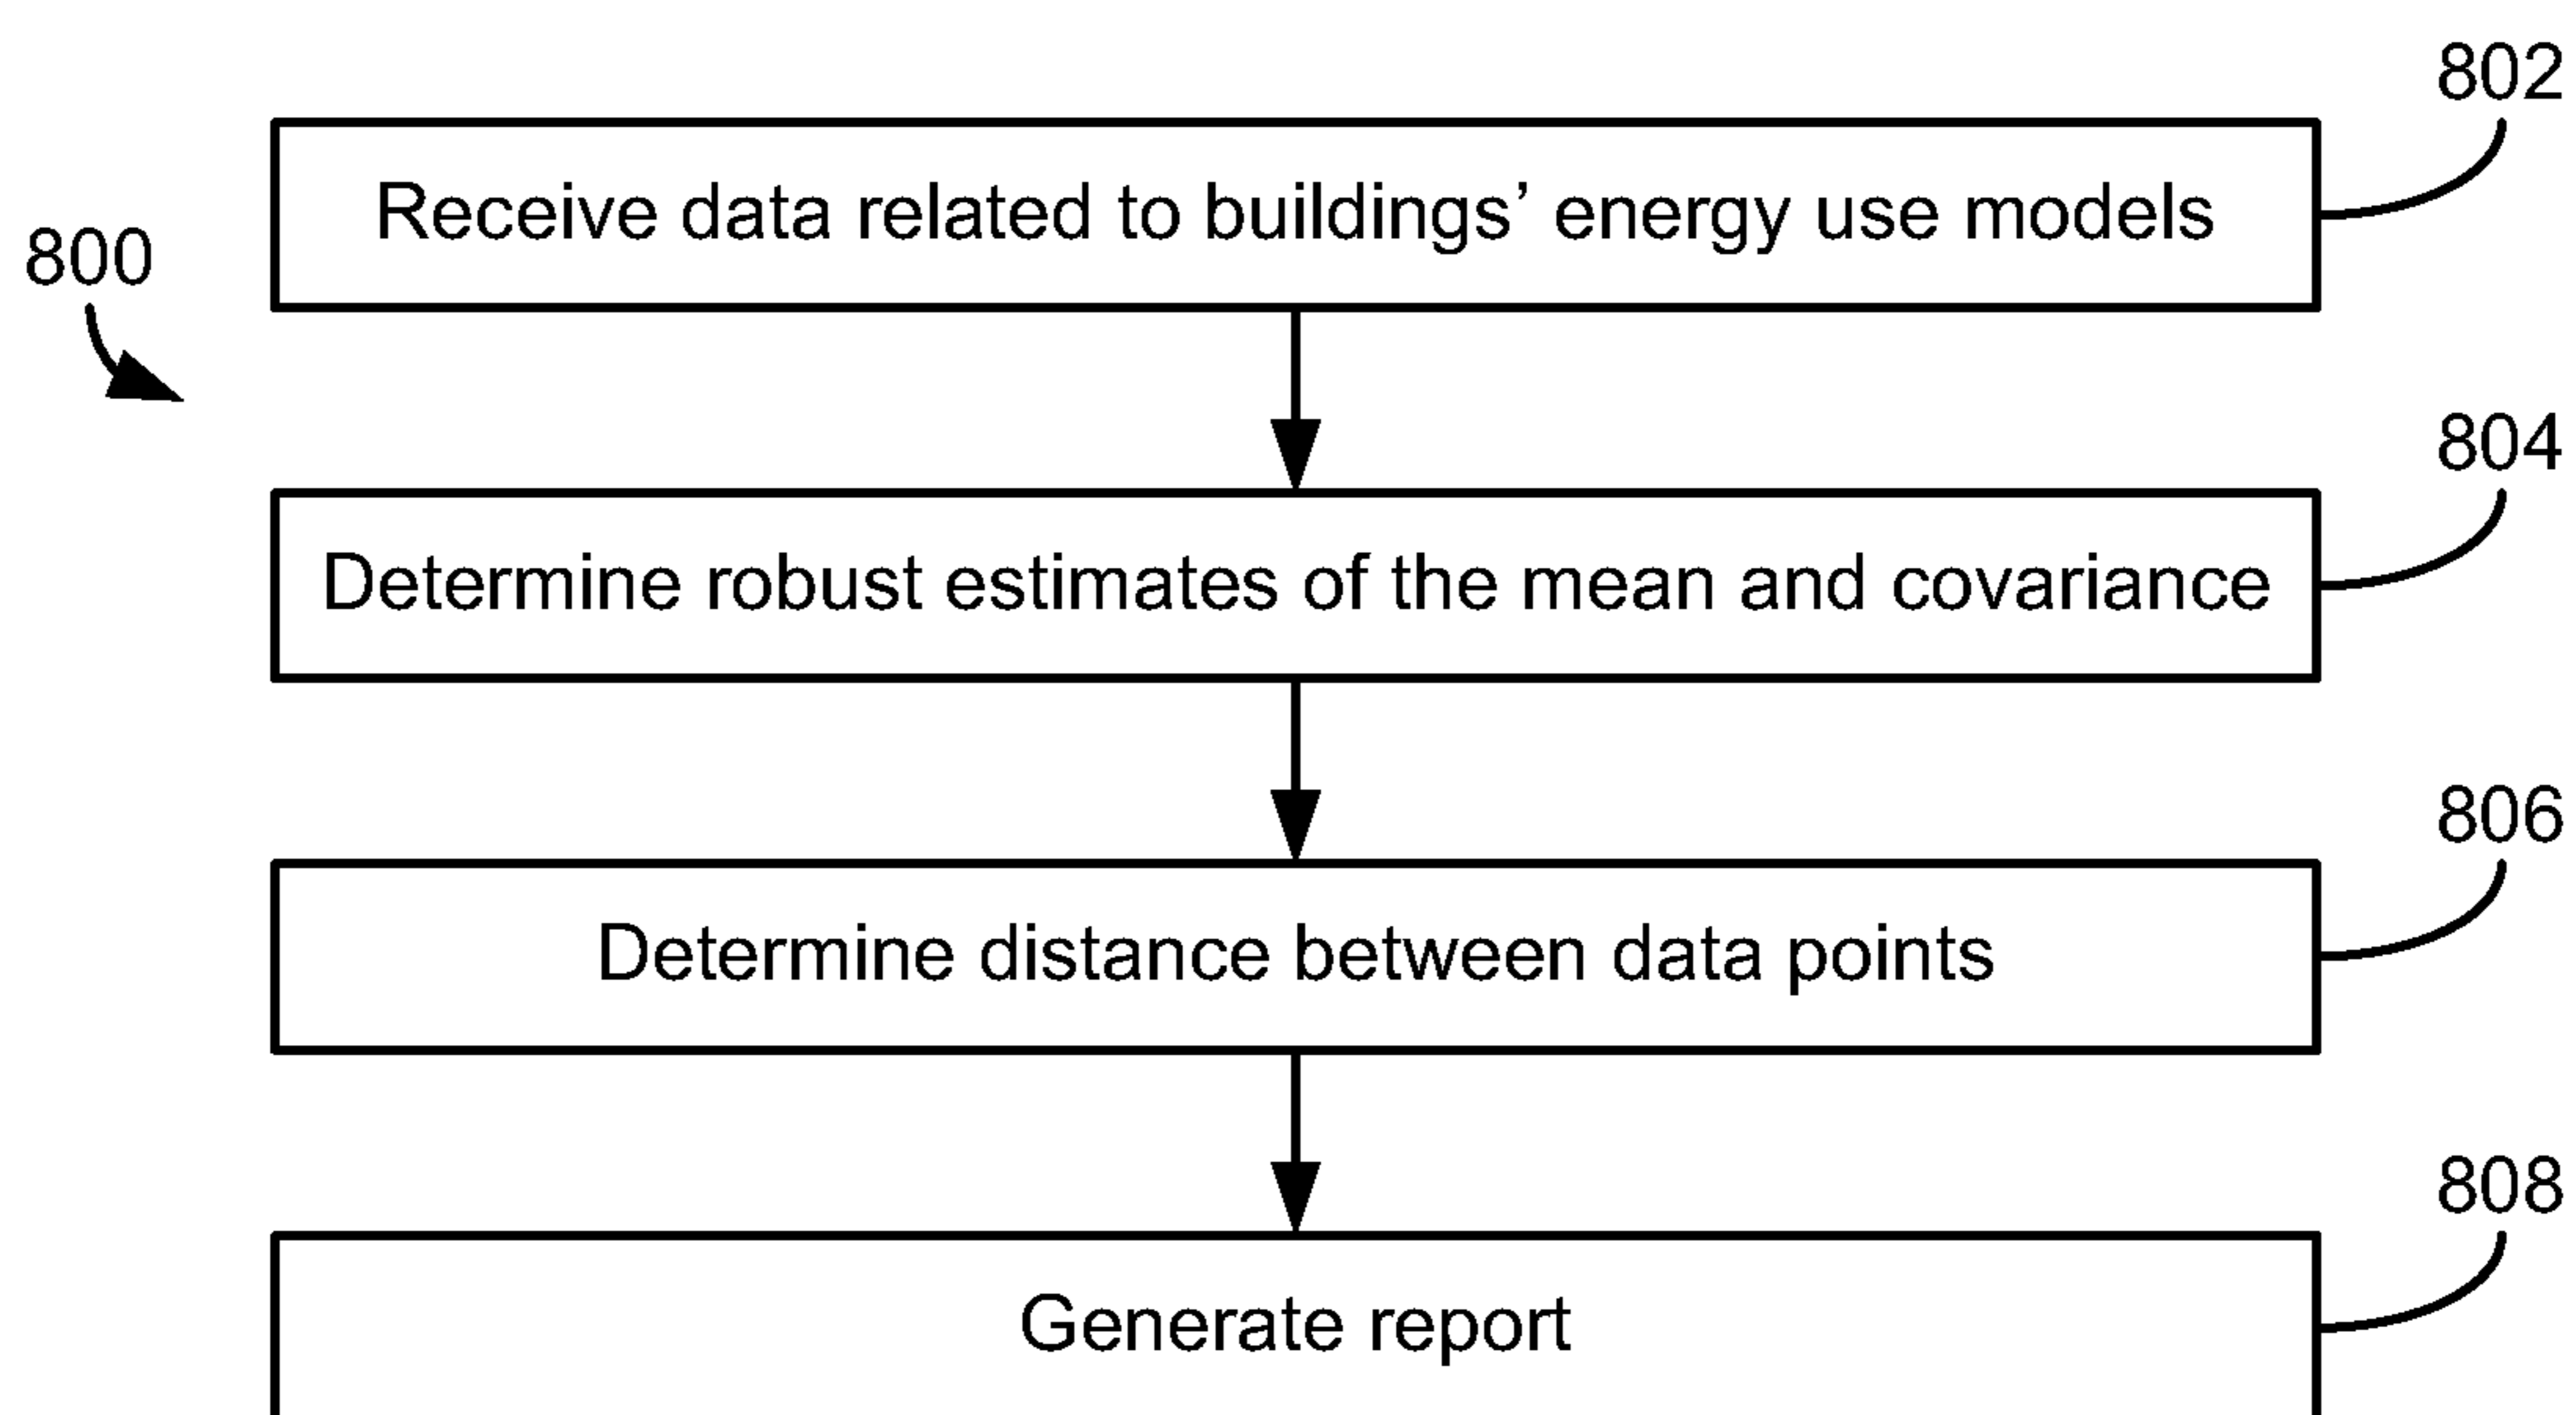 802
Receive data related to buildings’ energy use models
800
804
Determine robust estimates of the mean and covariance
806
Determine distance between data points
808
Generate report